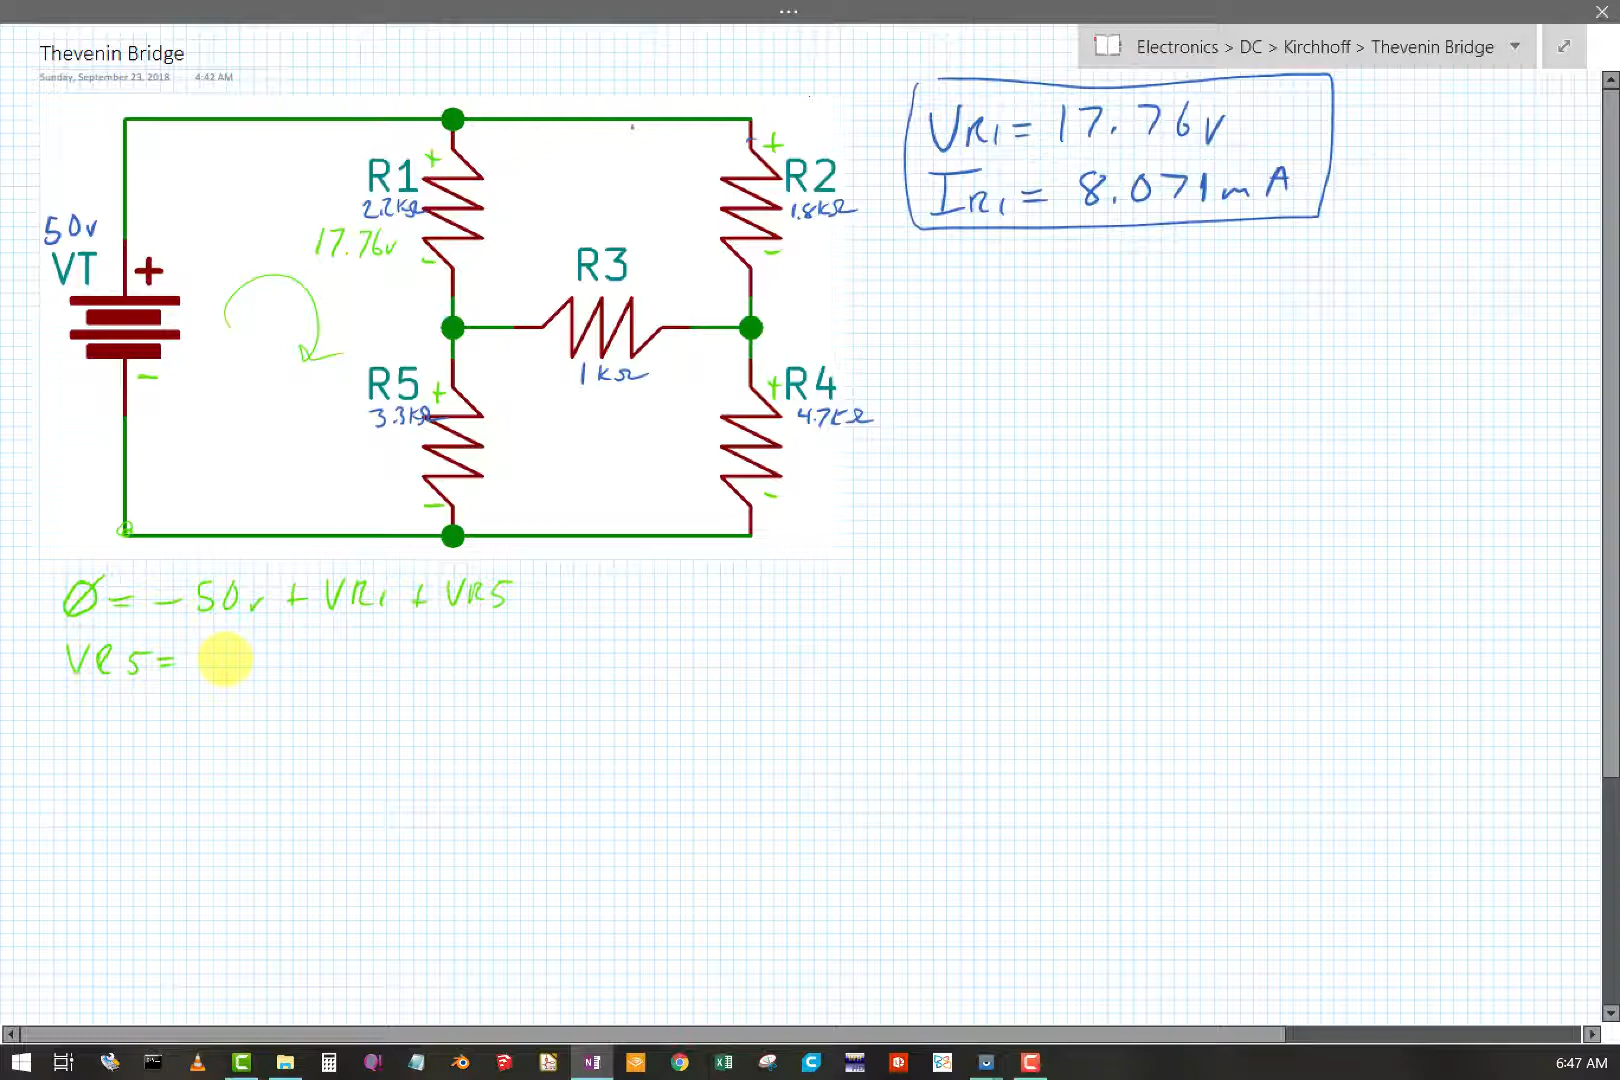 Thevenin Bridge
Sunday, September 23, 2018 4:42 AM
Electronics > DC > Kirchhoff > Thevenin Bridge
VR1 = 17.76v
IR1 = 8.071mA
50v
VT
+
-
R1
2.2kΩ
17.76v
+
-
R2
1.8kΩ
+
-
R3
1kΩ
R5
3.3kΩ
+
-
R4
4.7kΩ
+
-
Ø = - 50v + VR1 + VR5
VR5 =
6:47 AM